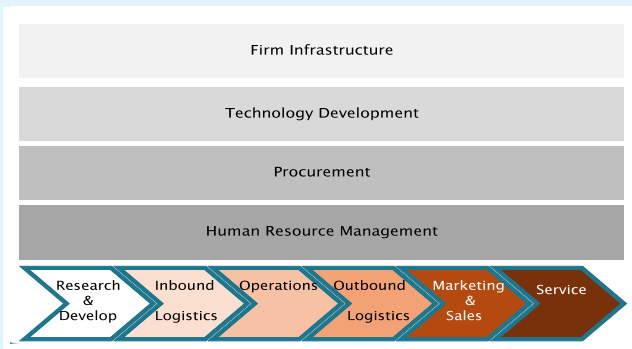 Firm Infrastructure
Technology Development
Procurement
Human Resource Management
Research
&
Develop
Inbound
Logistics
Operations
Outbound
Logistics
Marketing
&
Sales
Service